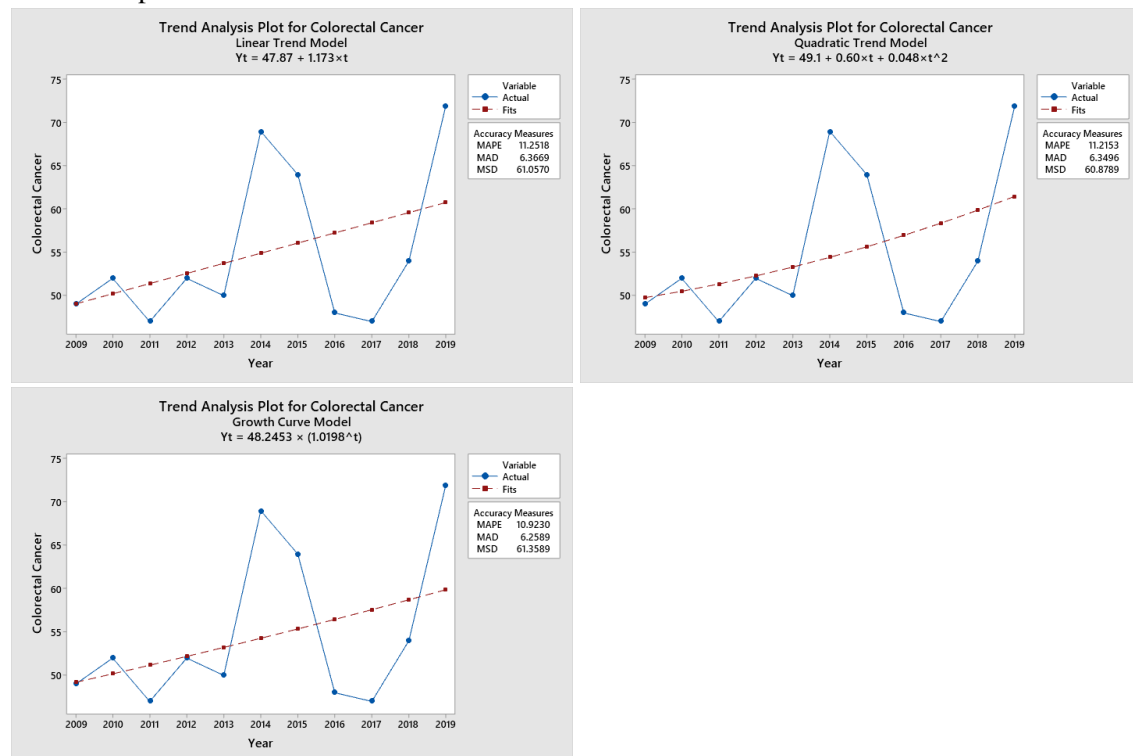 Trend Analysis Plot for Colorectal Cancer
Linear Trend Model
Yt = 47.87 + 1.173×t
75
70
65
60
55
50
Colorectal Cancer
2009 2010 2011 2012 2013 2014 2015 2016 2017 2018 2019
Year
Variable
Actual
Fits
Accuracy Measures
MAPE 11.2518
MAD 6.3669
MSD 61.0570
Trend Analysis Plot for Colorectal Cancer
Quadratic Trend Model
Yt = 49.1 + 0.60×t + 0.048×t^2
75
70
65
60
55
50
Colorectal Cancer
2009 2010 2011 2012 2013 2014 2015 2016 2017 2018 2019
Year
Variable
Actual
Fits
Accuracy Measures
MAPE 11.2153
MAD 6.3496
MSD 60.8789
Trend Analysis Plot for Colorectal Cancer
Growth Curve Model
Yt = 48.2453 × (1.0198^t)
75
70
65
60
55
50
Colorectal Cancer
2009 2010 2011 2012 2013 2014 2015 2016 2017 2018 2019
Year
Variable
Actual
Fits
Accuracy Measures
MAPE 10.9230
MAD 6.2589
MSD 61.3589